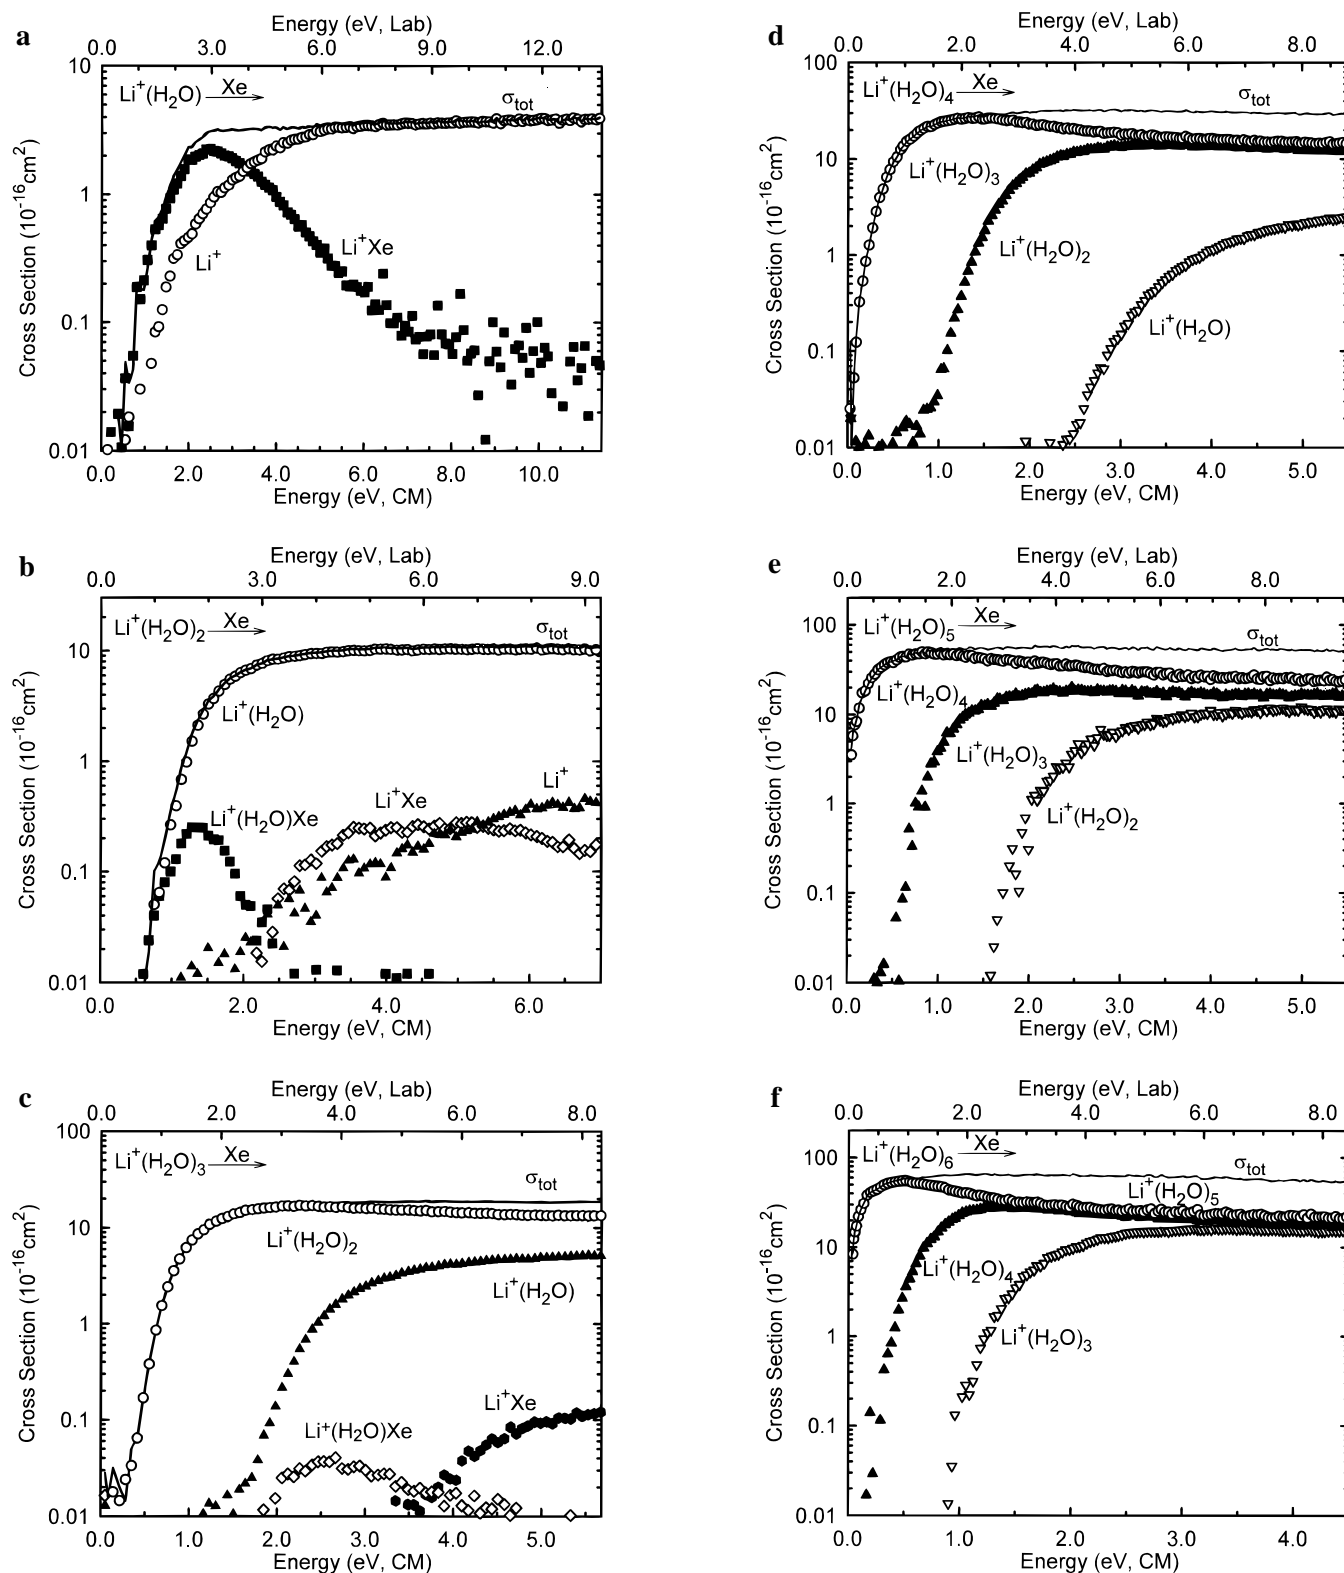 a
Energy (eV, Lab)
0.0 3.0 6.0 9.0 12.0
10
1
0.1
0.01
Cross Section (10⁻¹⁶cm²)
Li⁺(H₂O) Xe
σtot
Li⁺Xe
Li⁺
0.0 2.0 4.0 6.0 8.0 10.0
Energy (eV, CM)
b
Energy (eV, Lab)
0.0 3.0 6.0 9.0
10
1
0.1
0.01
Cross Section (10⁻¹⁶cm²)
Li⁺(H₂O)₂ Xe
σtot
Li⁺(H₂O)
Li⁺(H₂O)Xe
Li⁺Xe
Li⁺
0.0 2.0 4.0 6.0
Energy (eV, CM)
c
Energy (eV, Lab)
0.0 2.0 4.0 6.0 8.0
100
10
1
0.1
0.01
Cross Section (10⁻¹⁶cm²)
Li⁺(H₂O)₃ Xe
σtot
Li⁺(H₂O)₂
Li⁺(H₂O)
Li⁺Xe
Li⁺(H₂O)Xe
0.0 1.0 2.0 3.0 4.0 5.0
Energy (eV, CM)
d
Energy (eV, Lab)
0.0 2.0 4.0 6.0 8.0
100
10
1
0.1
0.01
Cross Section (10⁻¹⁶cm²)
Li⁺(H₂O)₄ Xe
σtot
Li⁺(H₂O)₃
Li⁺(H₂O)₂
Li⁺(H₂O)
0.0 1.0 2.0 3.0 4.0 5.0
Energy (eV, CM)
e
Energy (eV, Lab)
0.0 2.0 4.0 6.0 8.0
100
10
1
0.1
0.01
Cross Section (10⁻¹⁶cm²)
Li⁺(H₂O)₅ Xe
σtot
Li⁺(H₂O)₄
Li⁺(H₂O)₃
Li⁺(H₂O)₂
0.0 1.0 2.0 3.0 4.0 5.0
Energy (eV, CM)
f
Energy (eV, Lab)
0.0 2.0 4.0 6.0 8.0
100
10
1
0.1
0.01
Cross Section (10⁻¹⁶cm²)
Li⁺(H₂O)₆ Xe
σtot
Li⁺(H₂O)₅
Li⁺(H₂O)₄
Li⁺(H₂O)₃
0.0 1.0 2.0 3.0 4.0
Energy (eV, CM)